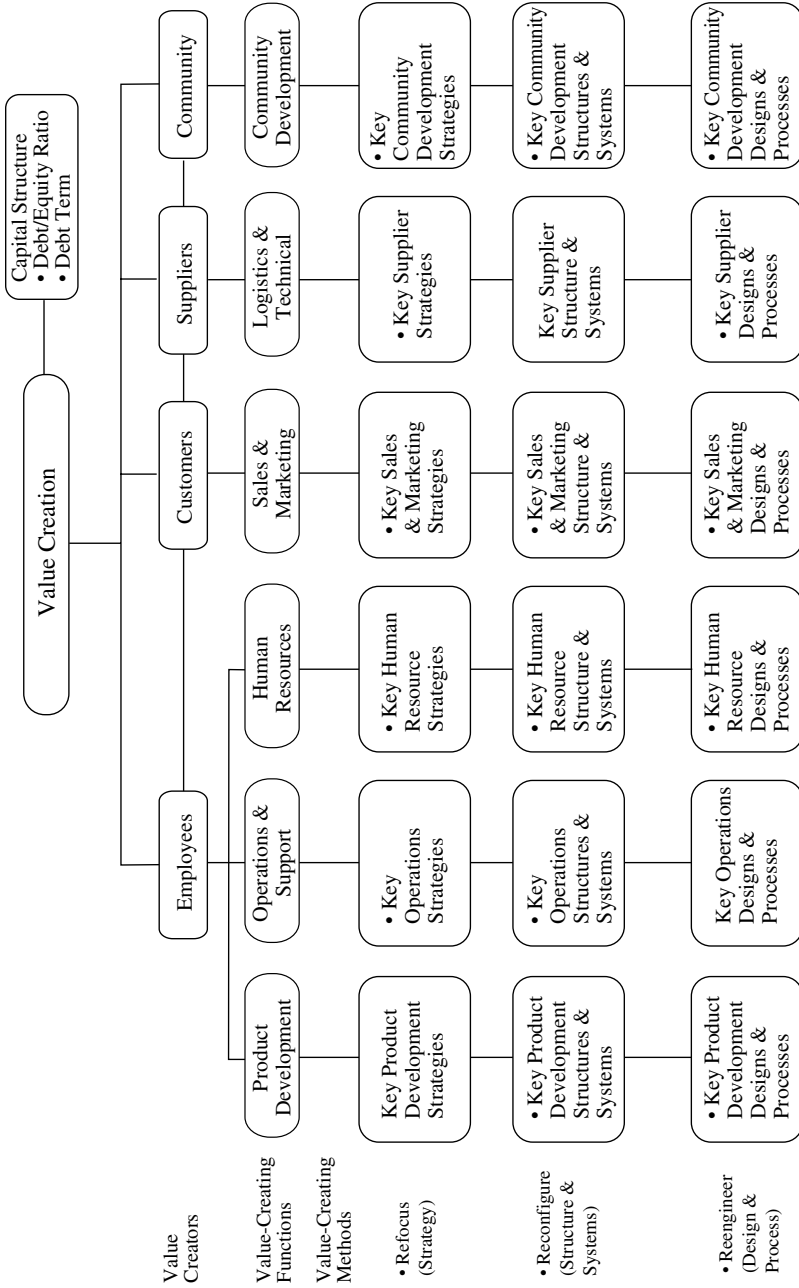 Value Creation
Capital Structure
• Debt/Equity Ratio
• Debt Term
Value
Creators
Employees
Customers
Suppliers
Community
Value-Creating
Functions
Product
Development
Operations &
Support
Human
Resources
Sales &
Marketing
Logistics &
Technical
Community
Development
Value-Creating
Methods
• Refocus
(Strategy)
Key Product
Development
Strategies
• Key
Operations
Strategies
• Key Human
Resource
Strategies
• Key Sales
& Marketing
Strategies
• Key Supplier
Strategies
• Key
Community
Development
Strategies
• Reconfigure
(Structure &
Systems)
• Key Product
Development
Structures &
Systems
• Key
Operations
Structures &
Systems
• Key Human
Resource
Structure &
Systems
• Key Sales
& Marketing
Structure &
Systems
Key Supplier
Structure &
Systems
• Key Community
Development
Structures &
Systems
• Reengineer
(Design &
Process)
• Key Product
Development
Designs &
Processes
Key Operations
Designs &
Processes
• Key Human
Resource
Designs &
Processes
• Key Sales
& Marketing
Designs &
Processes
• Key Supplier
Designs &
Processes
• Key Community
Development
Designs &
Processes